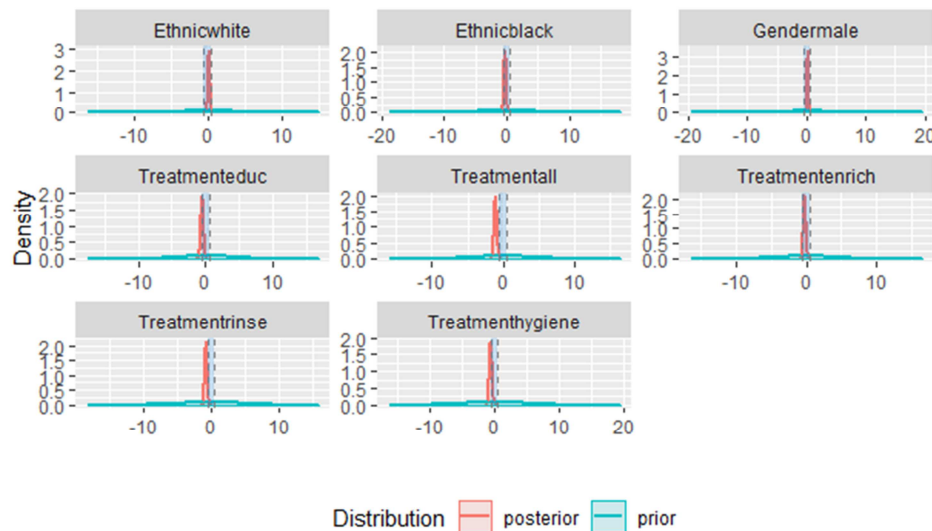 Ethnicwhite Ethnicblack Gendermale
3 2 1 0
2.0 1.5 1.0 0.5 0.0
3 2 1 0
-10 0 10
-20 -10 0 10
-20 -10 0 10 20
Treatmenteduc Treatmentall Treatmentenrich
2.0 1.5 1.0 0.5 0.0
2.0 1.5 1.0 0.5 0.0
2.0 1.5 1.0 0.5 0.0
Density
-10 0 10
-10 0 10
-10 0 10
Treatmentrinse Treatmenthygiene
2.0 1.5 1.0 0.5 0.0
2.0 1.5 1.0 0.5 0.0
-10 0 10
-10 0 10 20
Distribution posterior prior